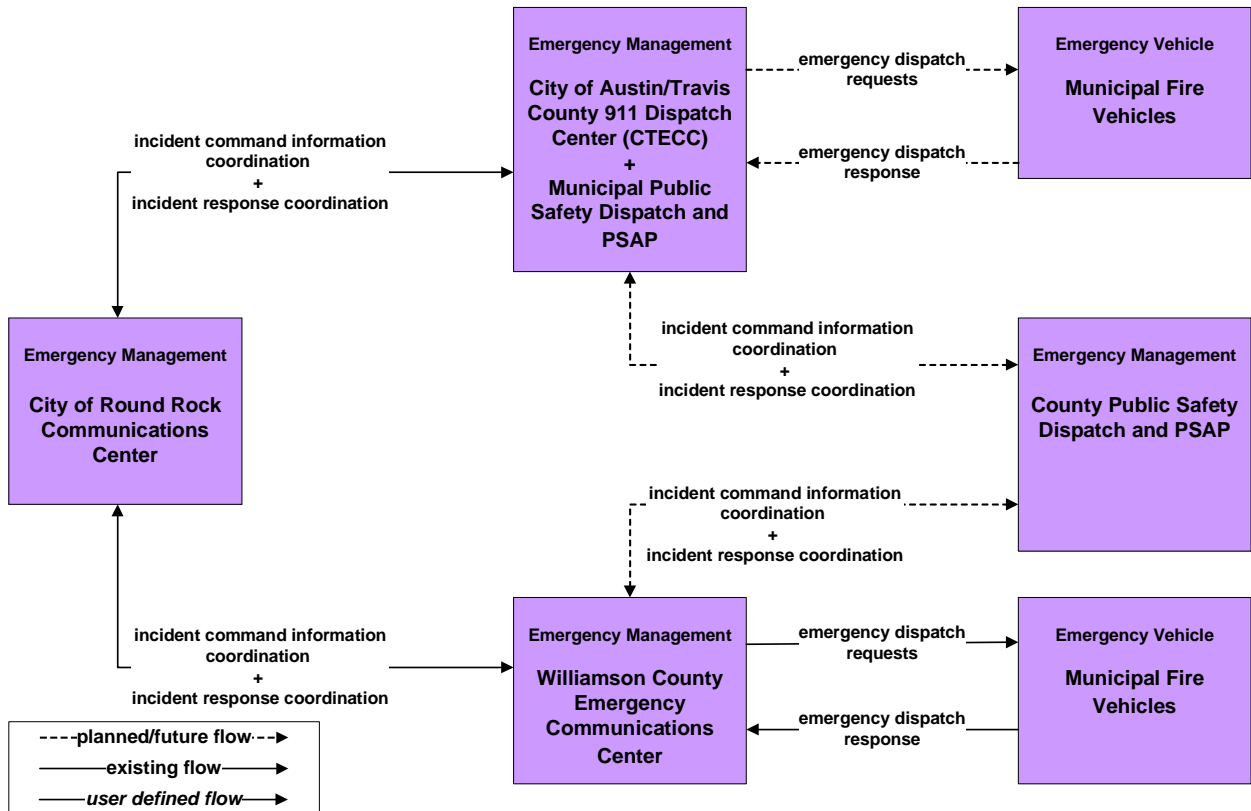 Emergency Management
City of Austin/Travis
County 911 Dispatch
Center (CTECC)
+
Municipal Public
Safety Dispatch and
PSAP
emergency dispatch
requests
emergency dispatch
response
Emergency Vehicle
Municipal Fire
Vehicles
incident command information
coordination
+
incident response coordination
Emergency Management
City of Round Rock
Communications
Center
incident command information
coordination
+
incident response coordination
Emergency Management
County Public Safety
Dispatch and PSAP
incident command information
coordination
+
incident response coordination
incident command information
coordination
+
incident response coordination
Emergency Management
Williamson County
Emergency
Communications
Center
emergency dispatch
requests
emergency dispatch
response
Emergency Vehicle
Municipal Fire
Vehicles
planned/future flow
existing flow
user defined flow